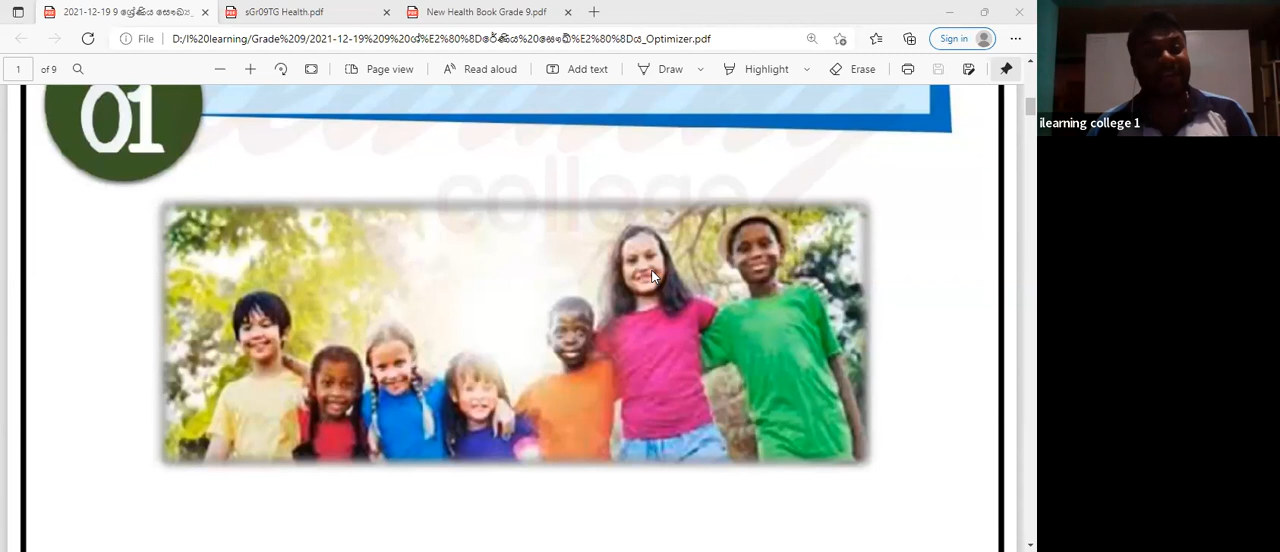 2021-12-19 9 ශ්‍රේණිය සෞඛ්‍ය_
sGr09TG Health.pdf
New Health Book Grade 9.pdf
File
D:/I%20learning/Grade%209/2021-12-19%209%20ශ්%E2%80%8Dරේණිය%20සෞඛ්%E2%80%8Dය_Optimizer.pdf
Sign in
1 of 9
Page view
Read aloud
Add text
Draw
Highlight
Erase
01
college
ilearning college 1